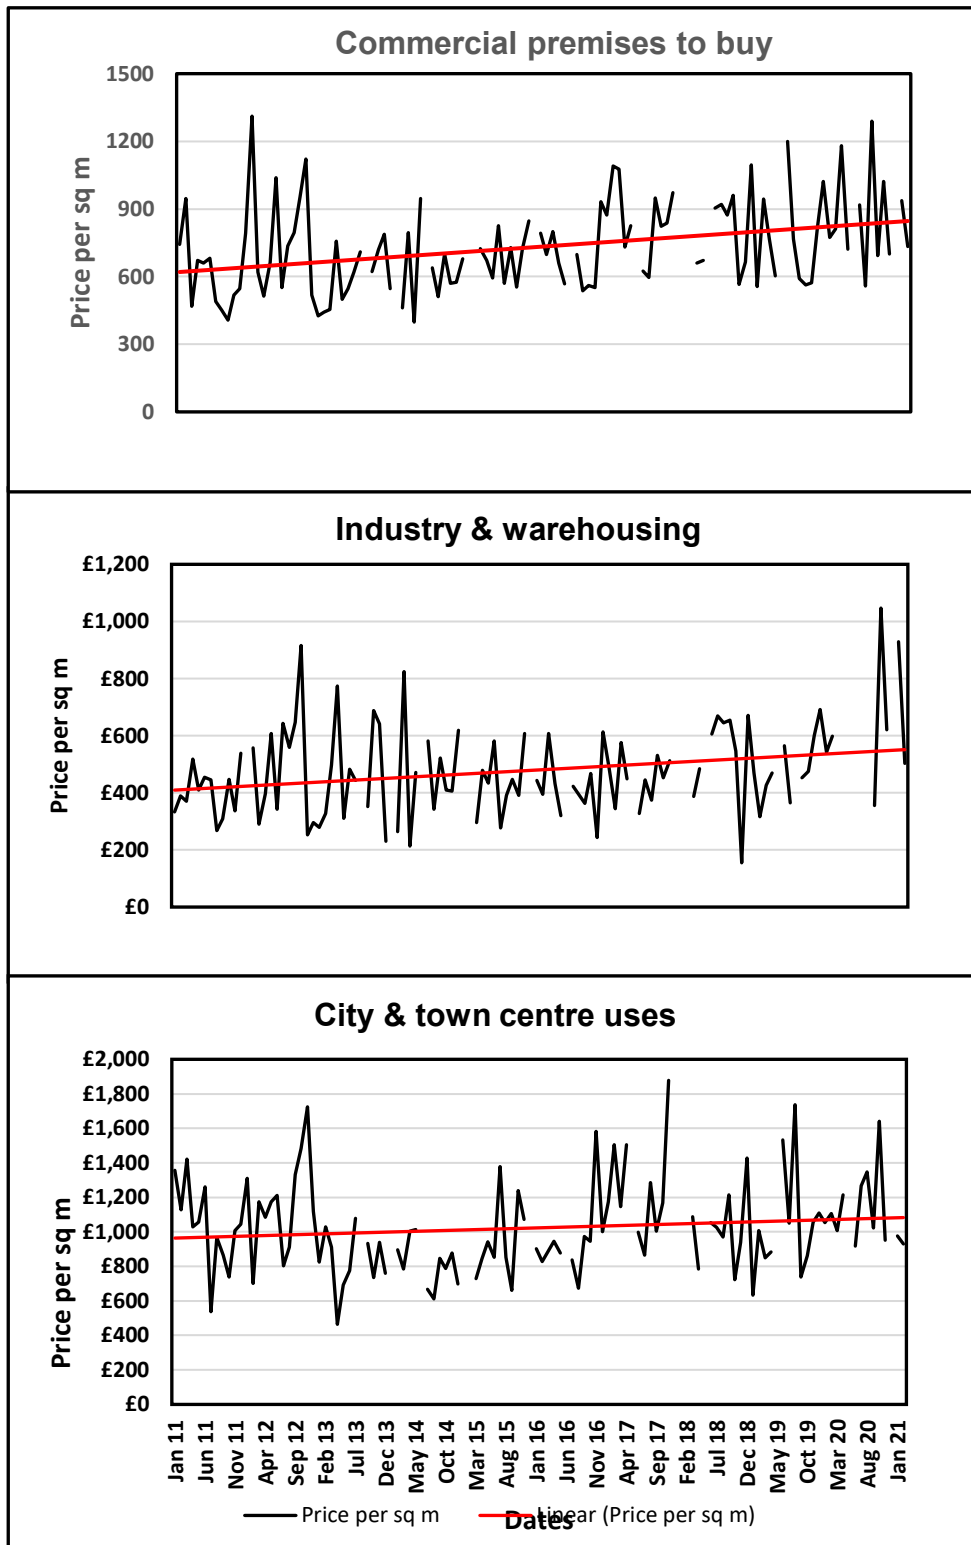 Commercial premises to buy
Price per sq m
1500
1200
900
600
300
0
Industry & warehousing
Price per sq m
£1,200
£1,000
£800
£600
£400
£200
£0
City & town centre uses
Price per sq m
£2,000
£1,800
£1,600
£1,400
£1,200
£1,000
£800
£600
£400
£200
£0
Jan 11
Jun 11
Nov 11
Apr 12
Sep 12
Feb 13
Jul 13
Dec 13
May 14
Oct 14
Mar 15
Aug 15
Jan 16
Jun 16
Nov 16
Apr 17
Sep 17
Feb 18
Jul 18
Dec 18
May 19
Oct 19
Mar 20
Aug 20
Jan 21
Price per sq m
Linear (Price per sq m)
Dates